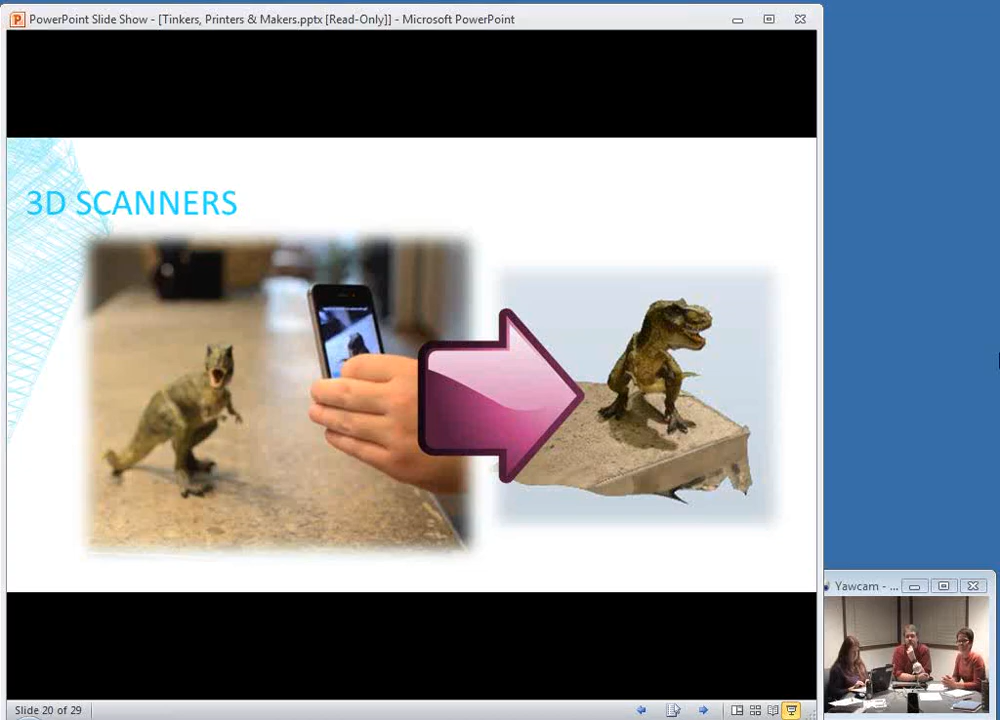 PowerPoint Slide Show - [Tinkers, Printers & Makers.pptx [Read-Only]] - Microsoft PowerPoint
3D SCANNERS
Yawcam - ...
Slide 20 of 29